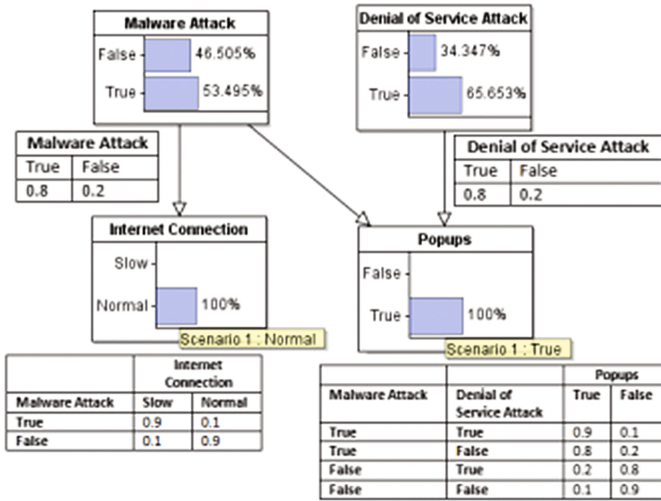 Malware Attack
False 46.505%
True 53.495%
Denial of Service Attack
False 34.347%
True 65.653%
Malware Attack
True False
0.8 0.2
Denial of Service Attack
True False
0.8 0.2
Internet Connection
Slow
Normal 100%
Scenario 1 : Normal
Popups
False
True 100%
Scenario 1 : True
Internet
Connection
Malware Attack Slow Normal
True 0.9 0.1
False 0.1 0.9
Popups
Malware Attack Denial of True False
Service Attack
True True 0.9 0.1
True False 0.8 0.2
False True 0.2 0.8
False False 0.1 0.9